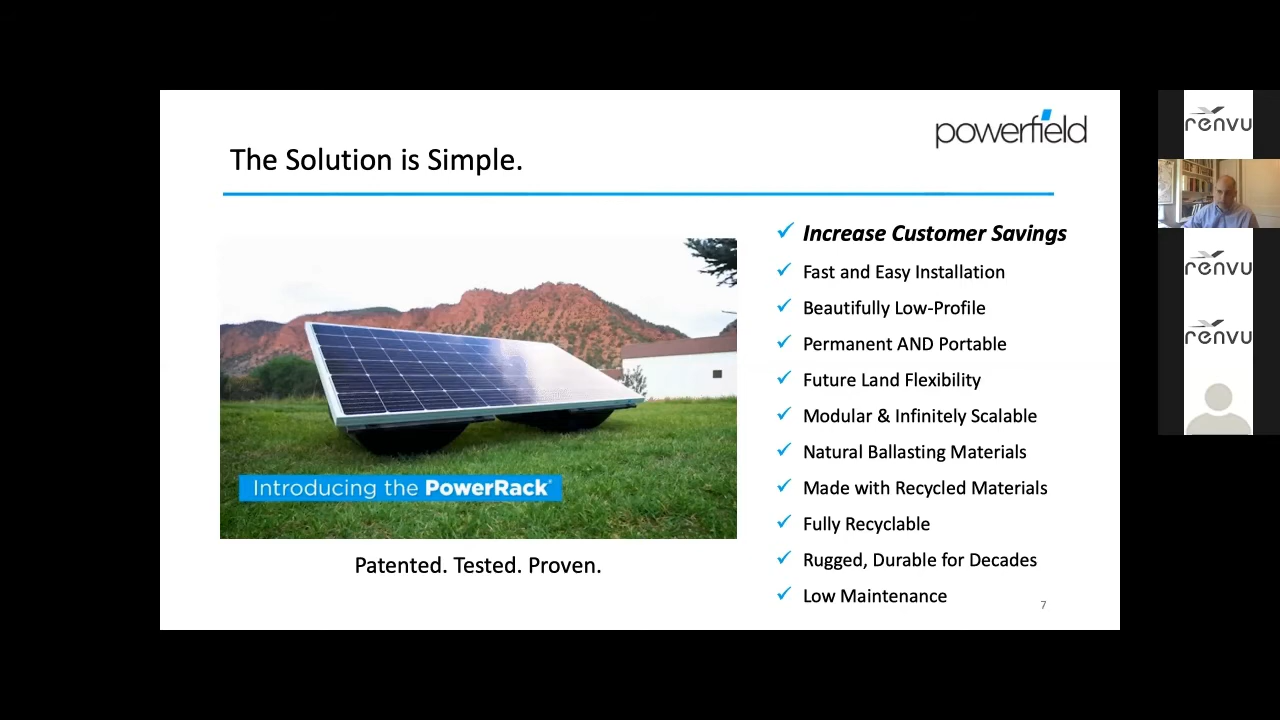 powerfield
The Solution is Simple.
Increase Customer Savings
Fast and Easy Installation
Beautifully Low-Profile
Permanent AND Portable
Future Land Flexibility
Modular & Infinitely Scalable
Natural Ballasting Materials
Made with Recycled Materials
Fully Recyclable
Rugged, Durable for Decades
Low Maintenance
Introducing the PowerRack®
Patented. Tested. Proven.
7
renvu
renvu
renvu